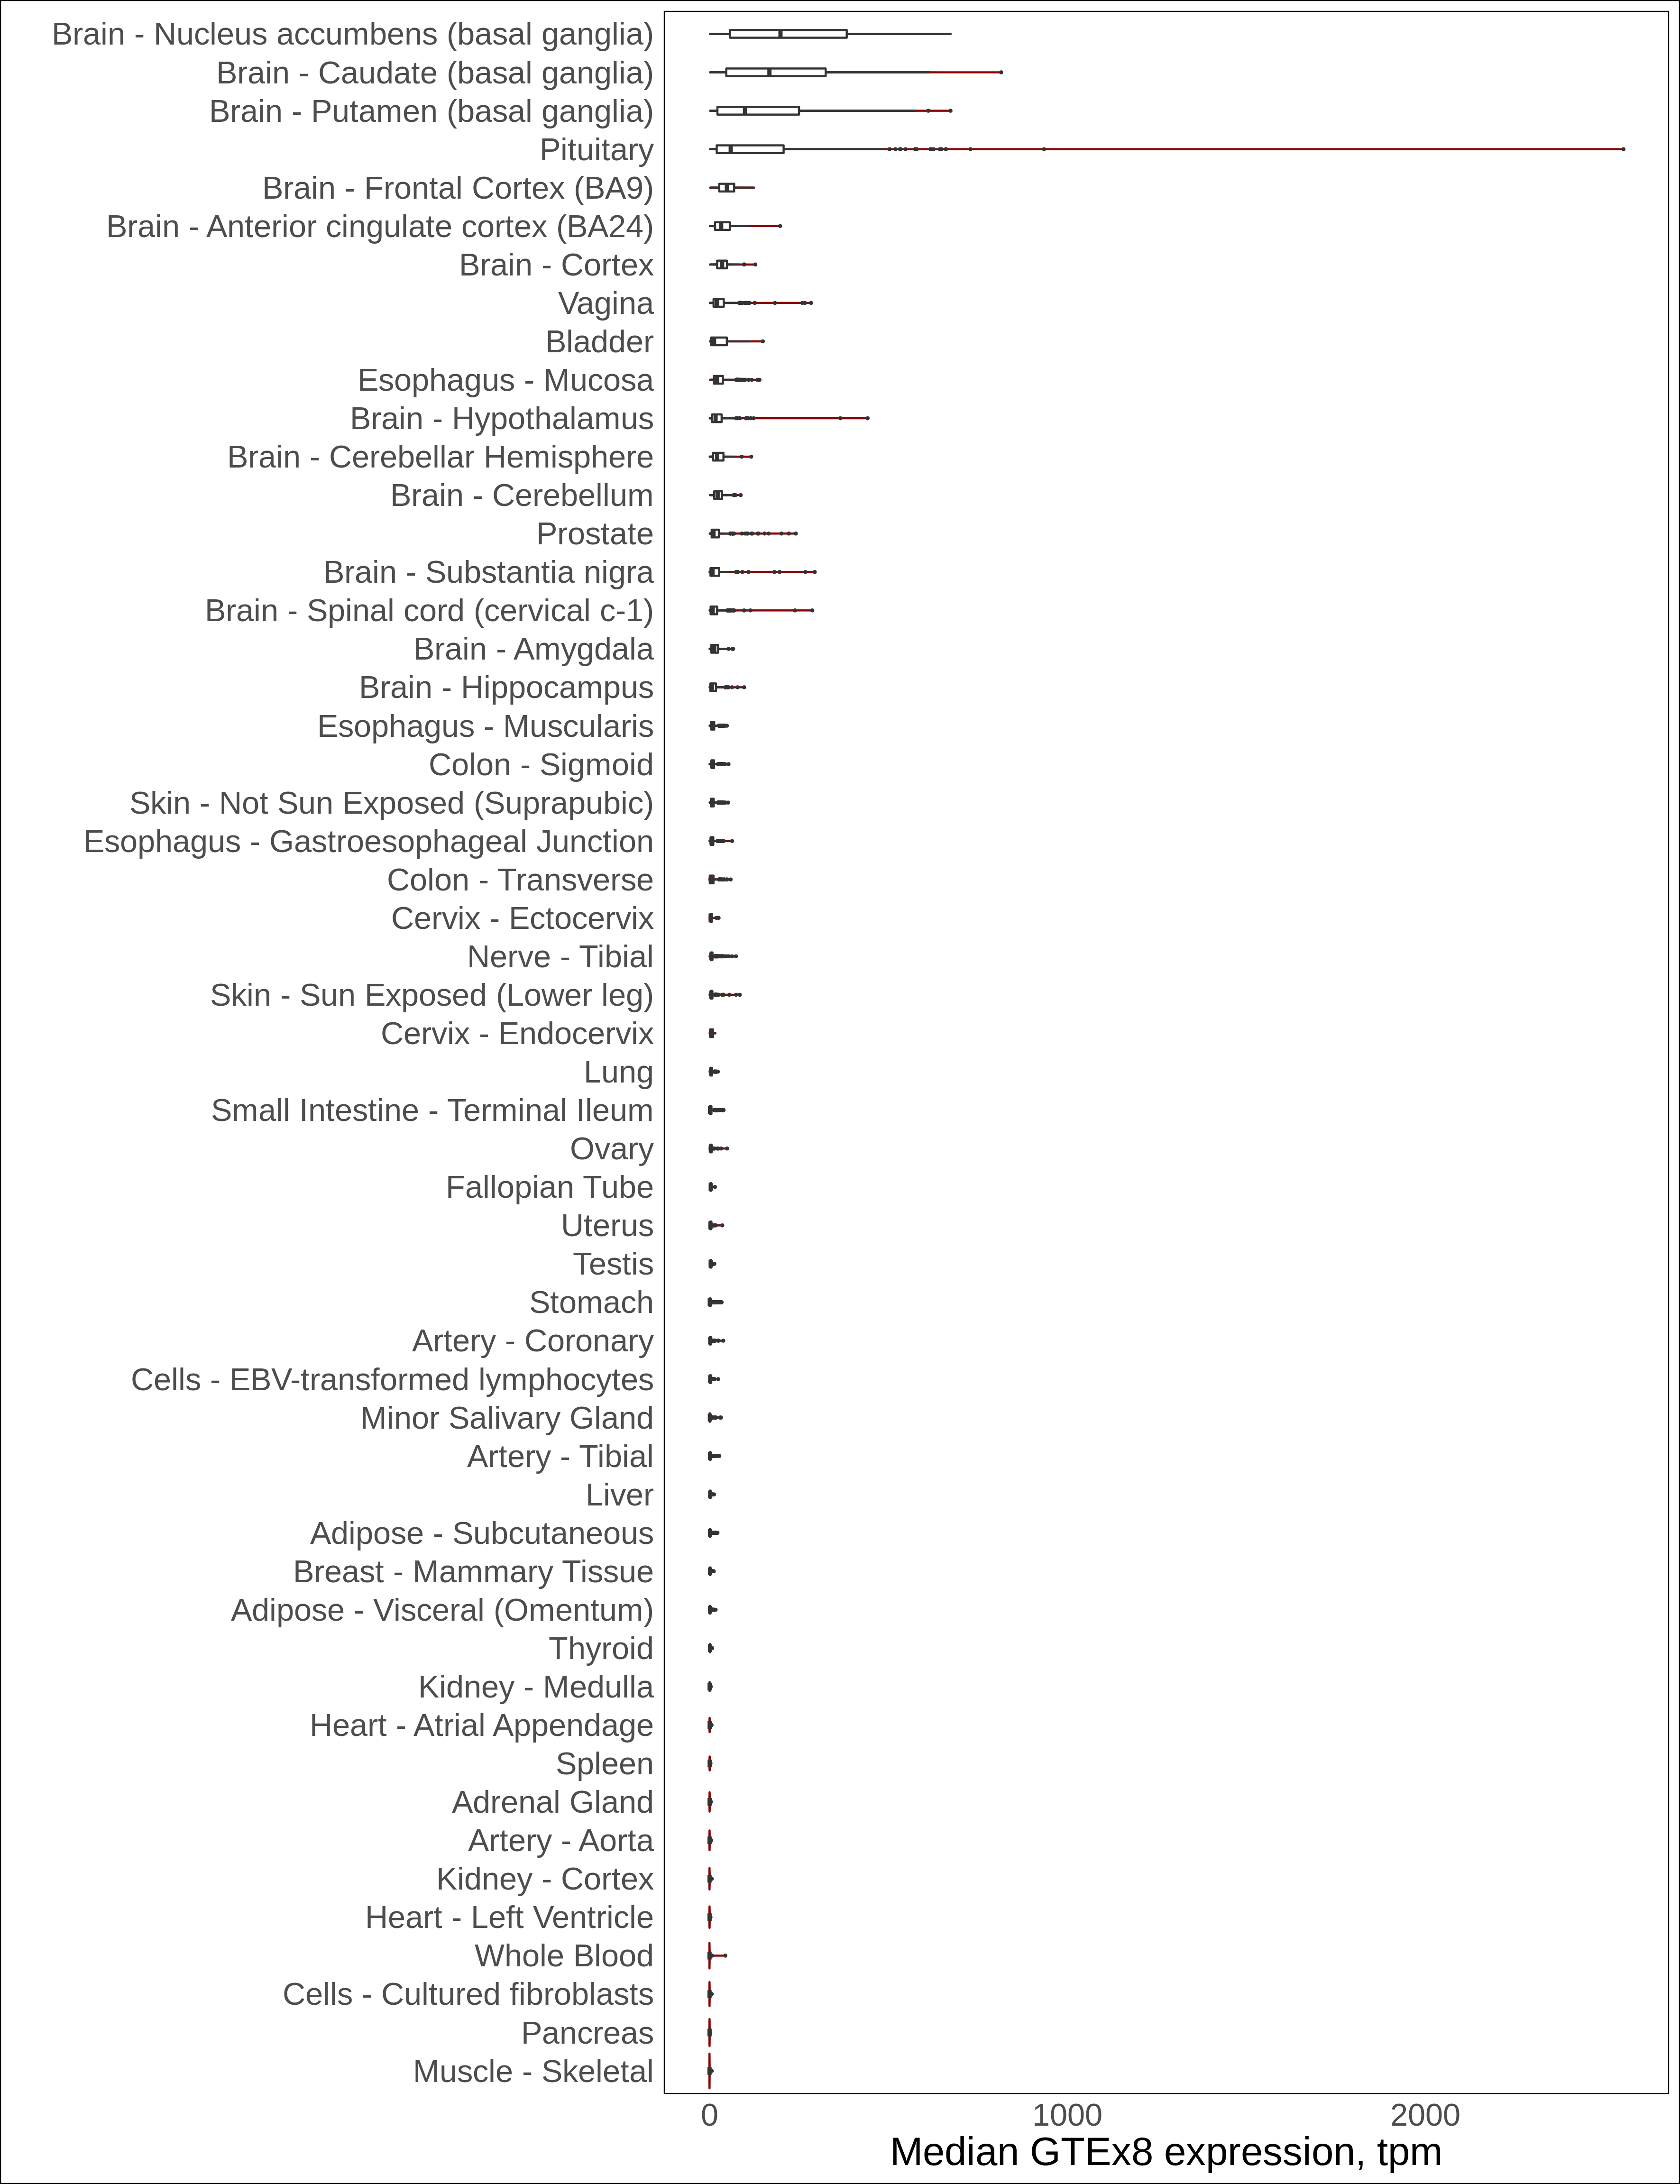 Brain - Nucleus accumbens (basal ganglia)
Brain - Caudate (basal ganglia)
Brain - Putamen (basal ganglia)
Pituitary
Brain - Frontal Cortex (BA9)
Brain - Anterior cingulate cortex (BA24)
Brain - Cortex
Vagina
Bladder
Esophagus - Mucosa
Brain - Hypothalamus
Brain - Cerebellar Hemisphere
Brain - Cerebellum
Prostate
Brain - Substantia nigra
Brain - Spinal cord (cervical c-1)
Brain - Amygdala
Brain - Hippocampus
Esophagus - Muscularis
Colon - Sigmoid
Skin - Not Sun Exposed (Suprapubic)
Esophagus - Gastroesophageal Junction
Colon - Transverse
Cervix - Ectocervix
Nerve - Tibial
Skin - Sun Exposed (Lower leg)
Cervix - Endocervix
Lung
Small Intestine - Terminal Ileum
Ovary
Fallopian Tube
Uterus
Testis
Stomach
Artery - Coronary
Cells - EBV-transformed lymphocytes
Minor Salivary Gland
Artery - Tibial
Liver
Adipose - Subcutaneous
Breast - Mammary Tissue
Adipose - Visceral (Omentum)
Thyroid
Kidney - Medulla
Heart - Atrial Appendage
Spleen
Adrenal Gland
Artery - Aorta
Kidney - Cortex
Heart - Left Ventricle
Whole Blood
Cells - Cultured fibroblasts
Pancreas
Muscle - Skeletal
0 1000 2000
Median GTEx8 expression, tpm